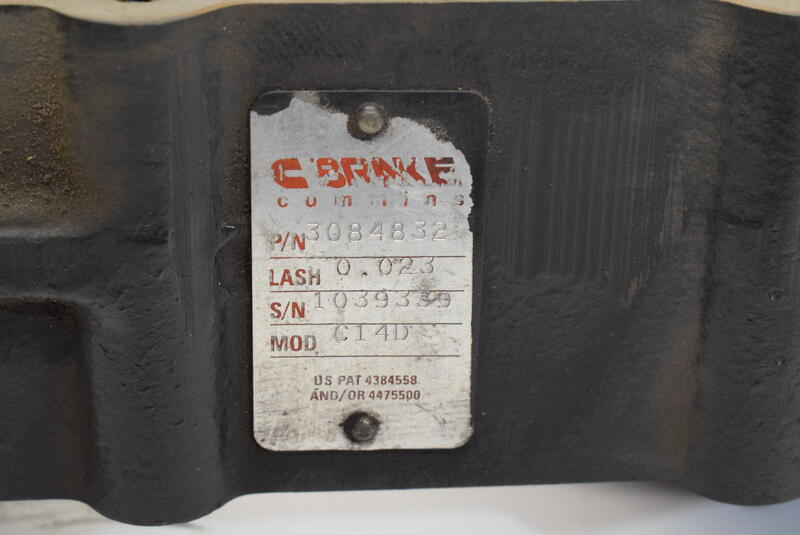 C BRAKE
cummins
P/N 3084832
LASH 0.023
S/N 1039339
MOD C14D
US PAT 4384558
AND/OR 4475500